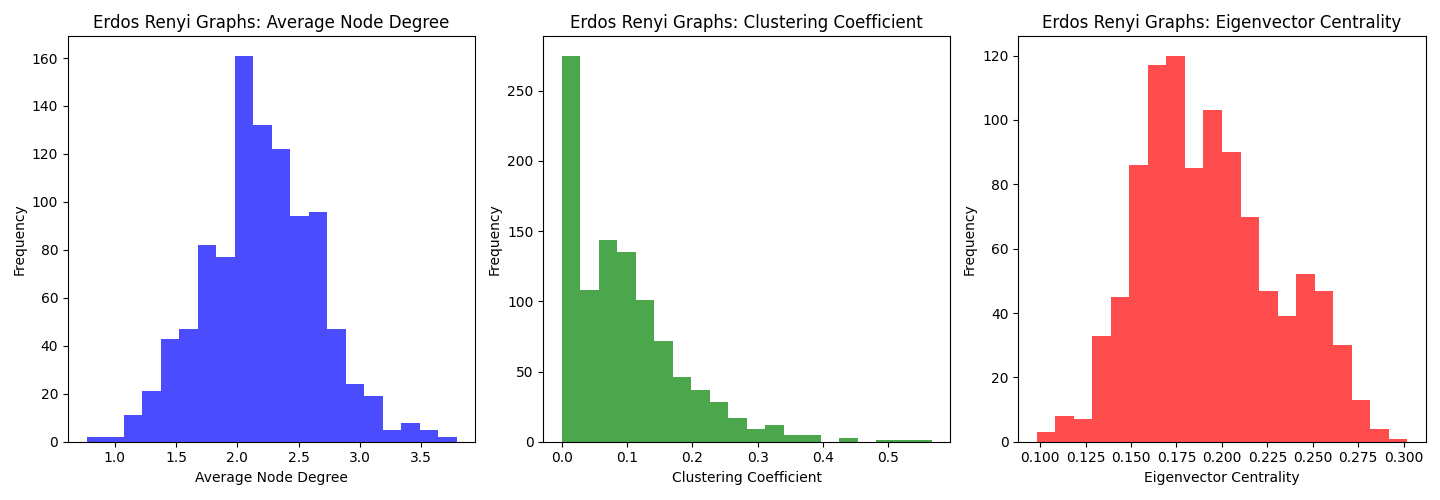 Erdos Renyi Graphs: Average Node Degree
160
140
120
100
80
60
40
20
0
Frequency
1.0 1.5 2.0 2.5 3.0 3.5
Average Node Degree
Erdos Renyi Graphs: Clustering Coefficient
250
200
150
100
50
0
Frequency
0.0 0.1 0.2 0.3 0.4 0.5
Clustering Coefficient
Erdos Renyi Graphs: Eigenvector Centrality
120
100
80
60
40
20
0
Frequency
0.100 0.125 0.150 0.175 0.200 0.225 0.250 0.275 0.300
Eigenvector Centrality